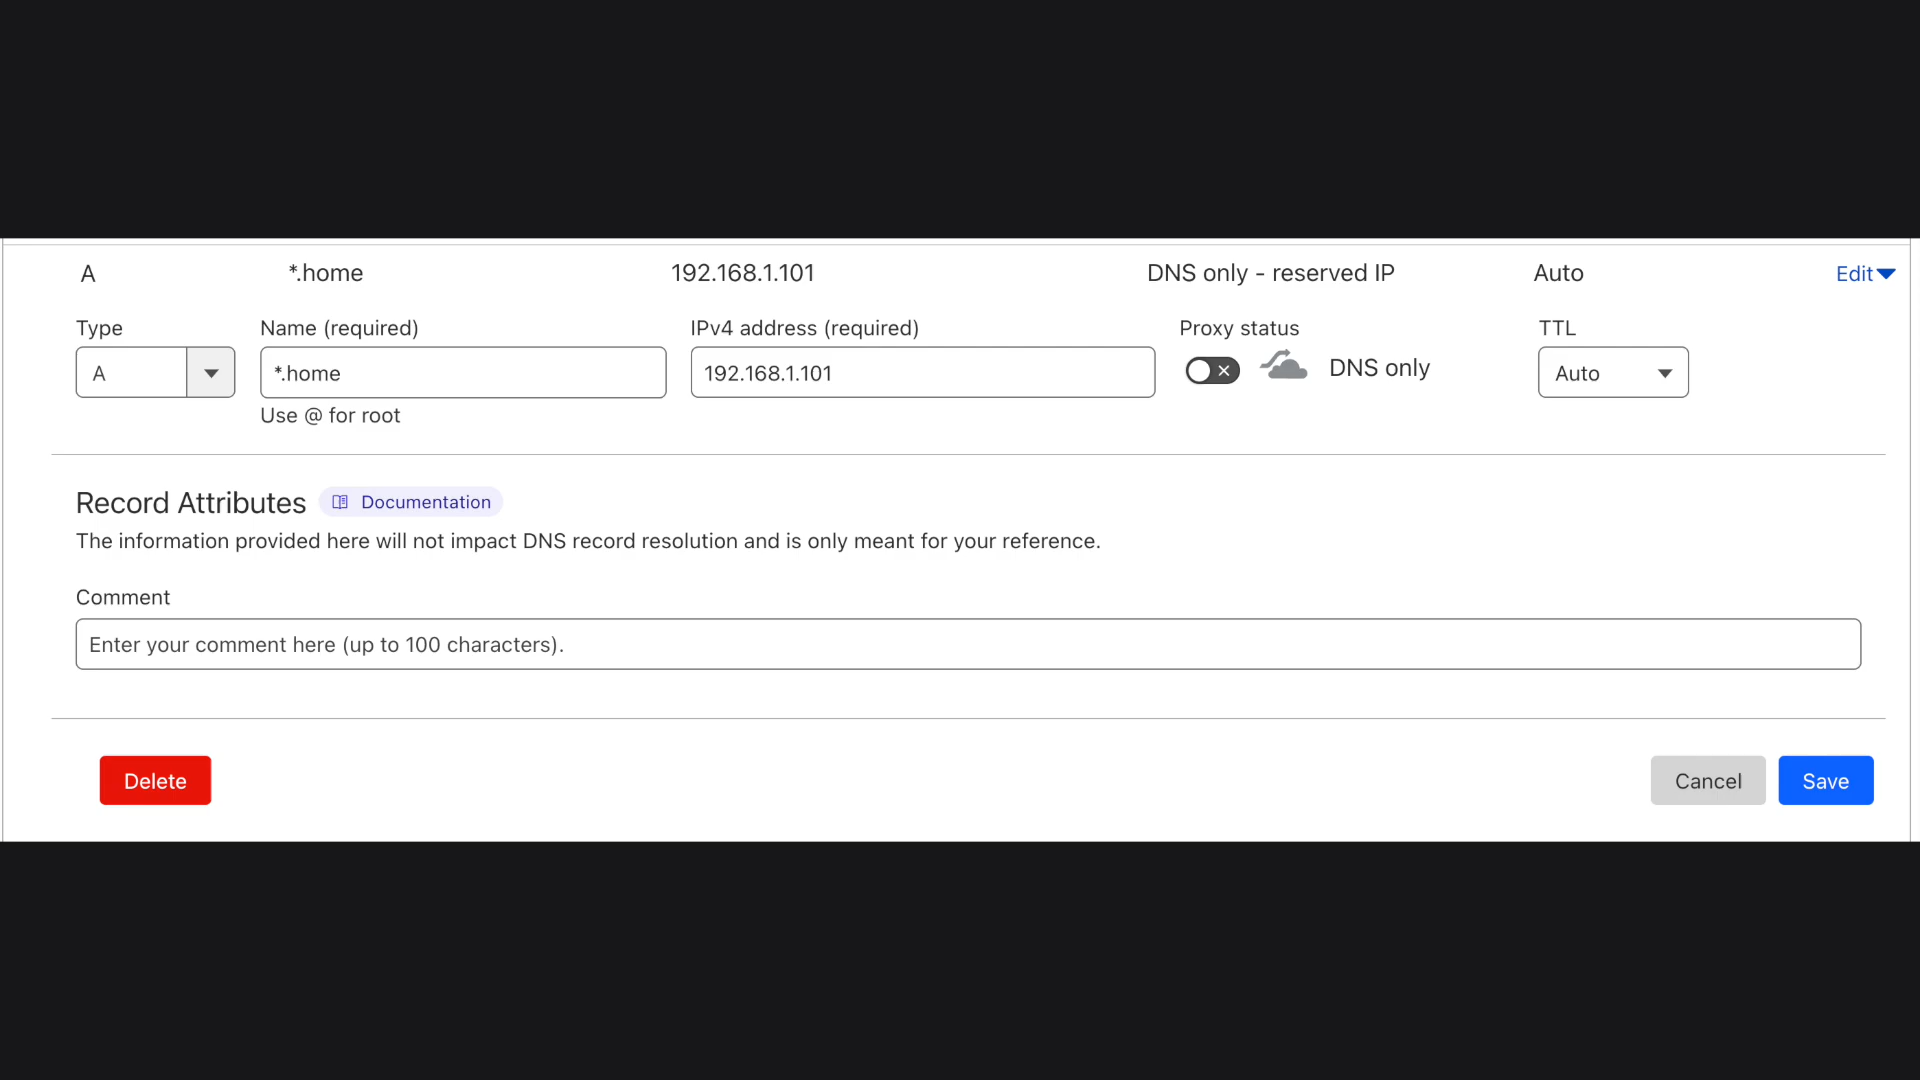 A *.home 192.168.1.101 DNS only - reserved IP Auto Edit
Type Name (required) IPv4 address (required) Proxy status TTL
A *.home 192.168.1.101 DNS only Auto
Use @ for root
Record Attributes Documentation
The information provided here will not impact DNS record resolution and is only meant for your reference.
Comment
Enter your comment here (up to 100 characters).
Delete Cancel Save